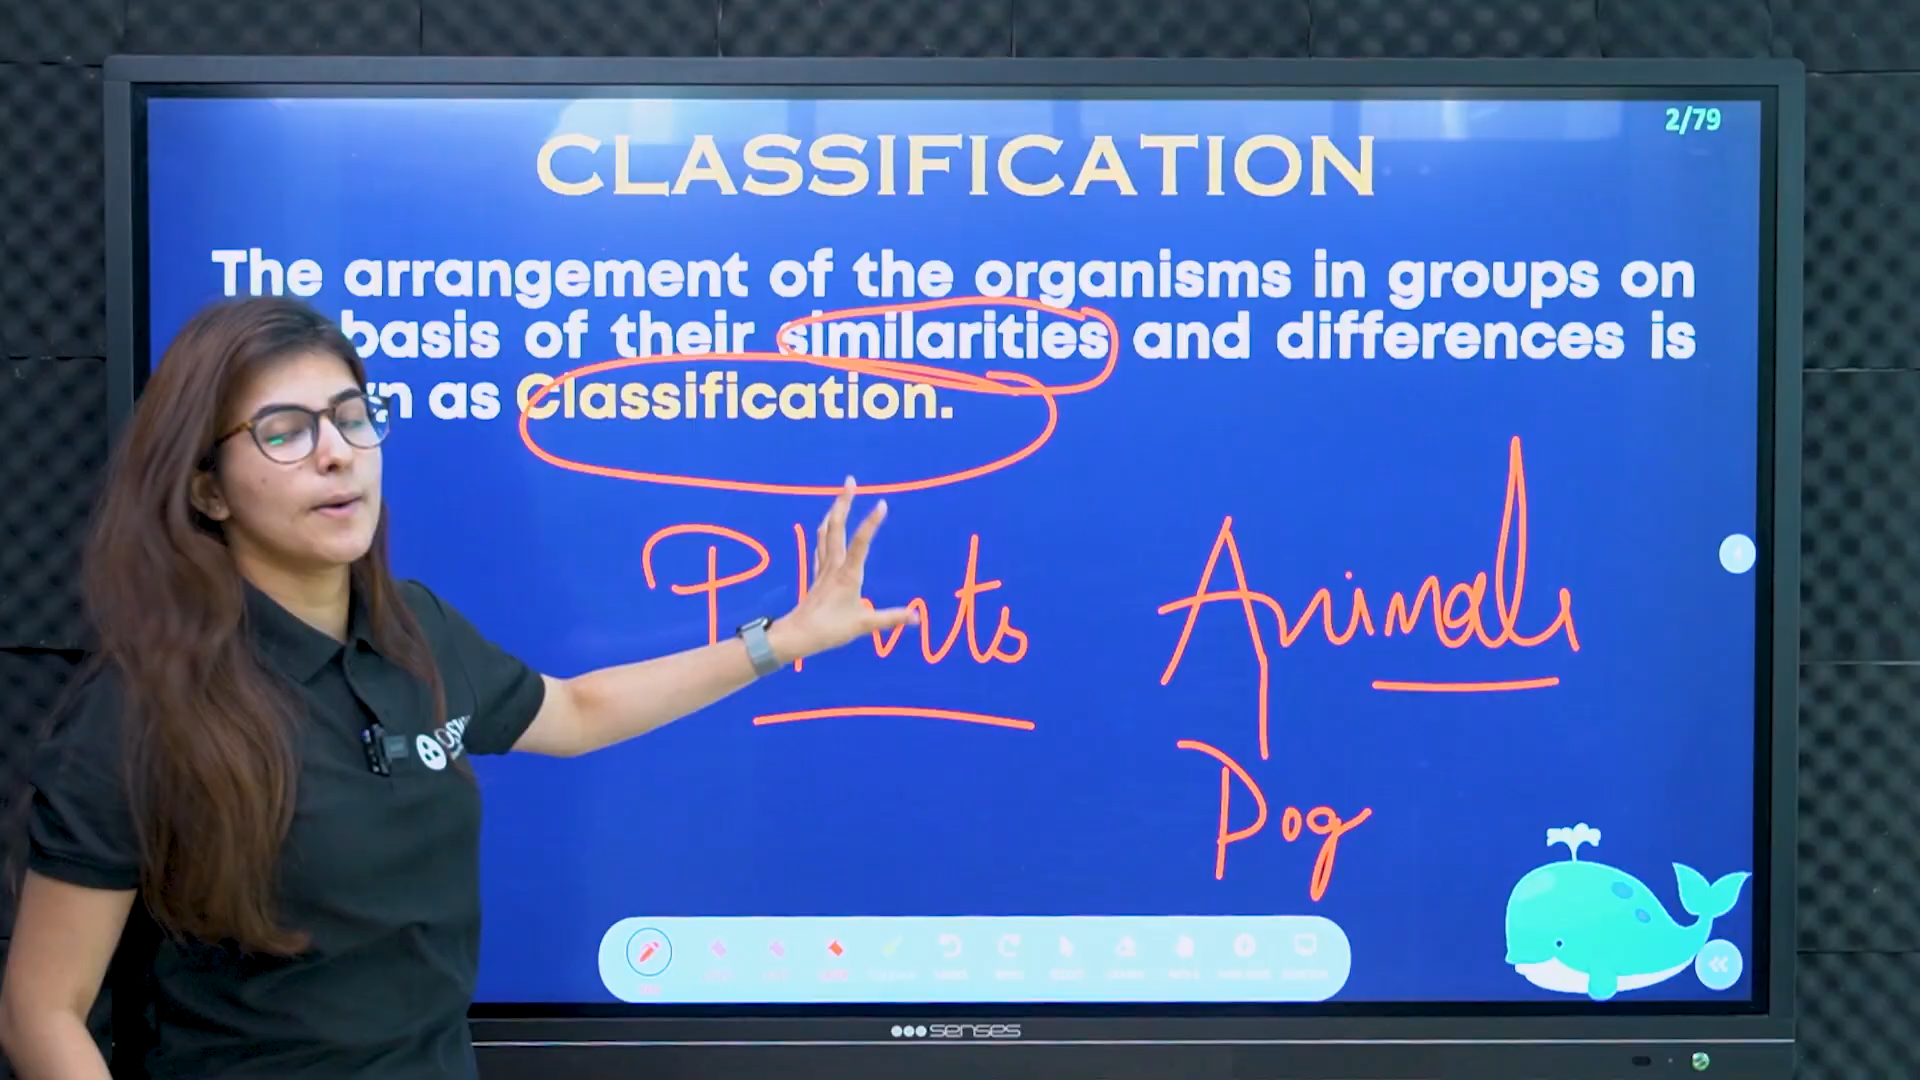 2/79
CLASSIFICATION
The arrangement of the organisms in groups on
basis of their similarities and differences is
as Classification.
Plants Animals
Dog
senses